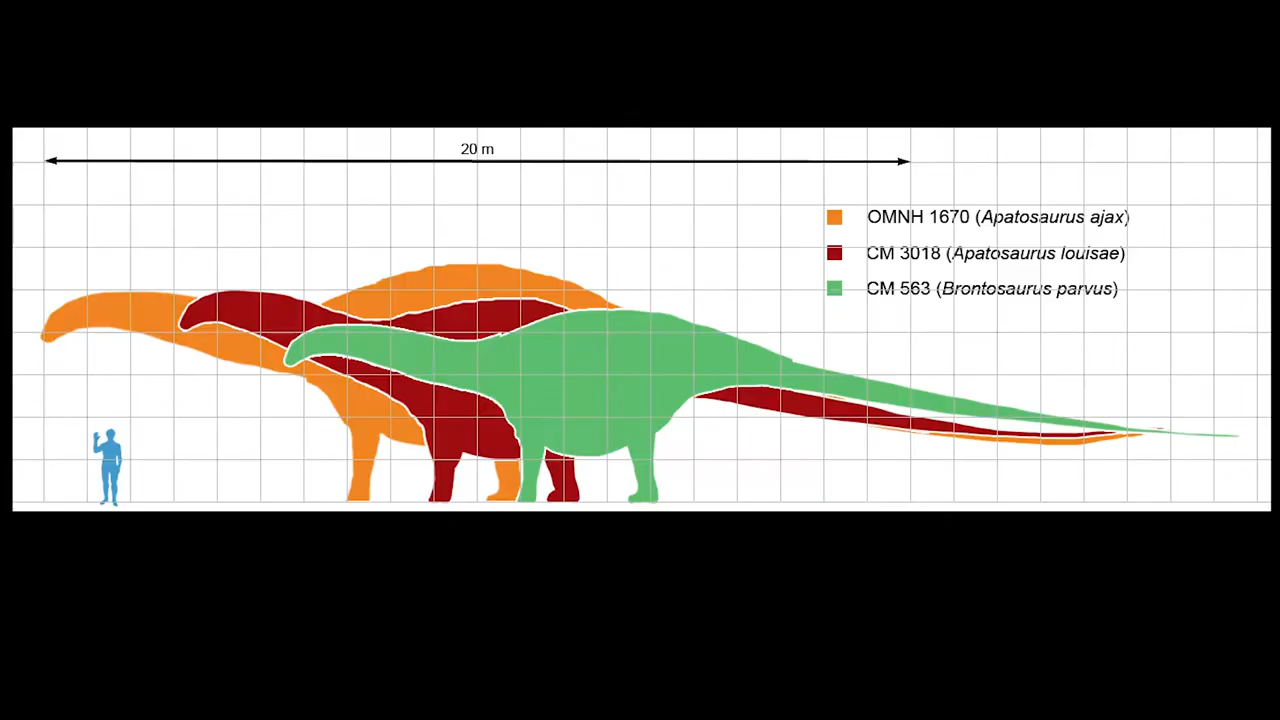 20 m
OMNH 1670 (Apatosaurus ajax)
CM 3018 (Apatosaurus louisae)
CM 563 (Brontosaurus parvus)